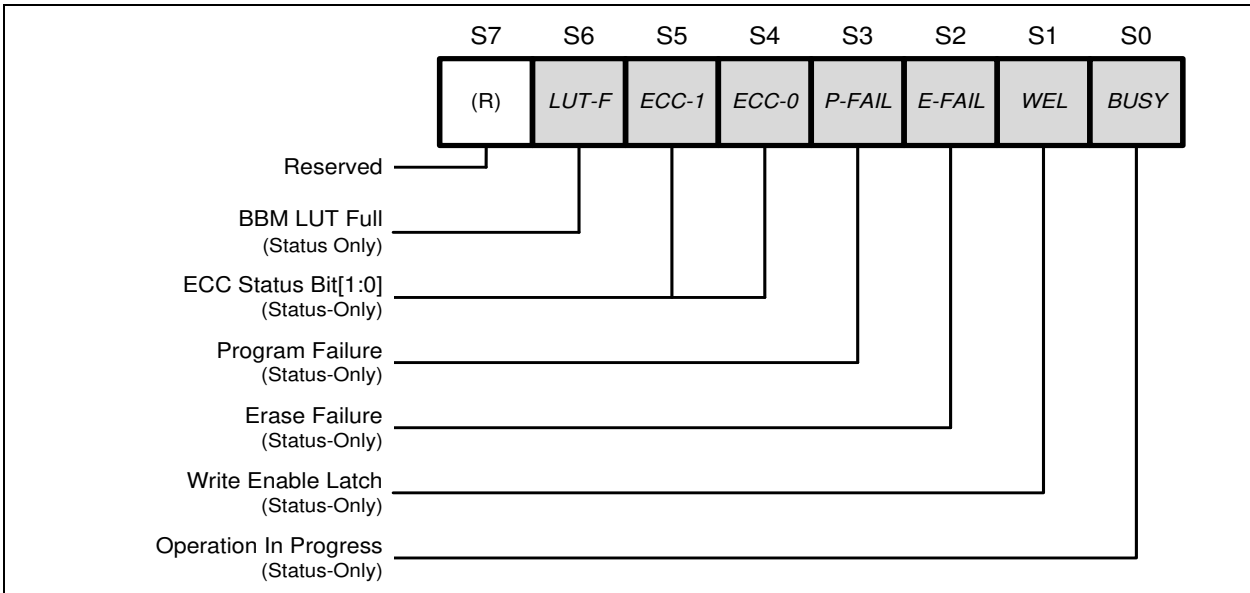 S7 S6 S5 S4 S3 S2 S1 S0
(R) LUT-F ECC-1 ECC-0 P-FAIL E-FAIL WEL BUSY
Reserved
BBM LUT Full
(Status Only)
ECC Status Bit[1:0]
(Status-Only)
Program Failure
(Status-Only)
Erase Failure
(Status-Only)
Write Enable Latch
(Status-Only)
Operation In Progress
(Status-Only)